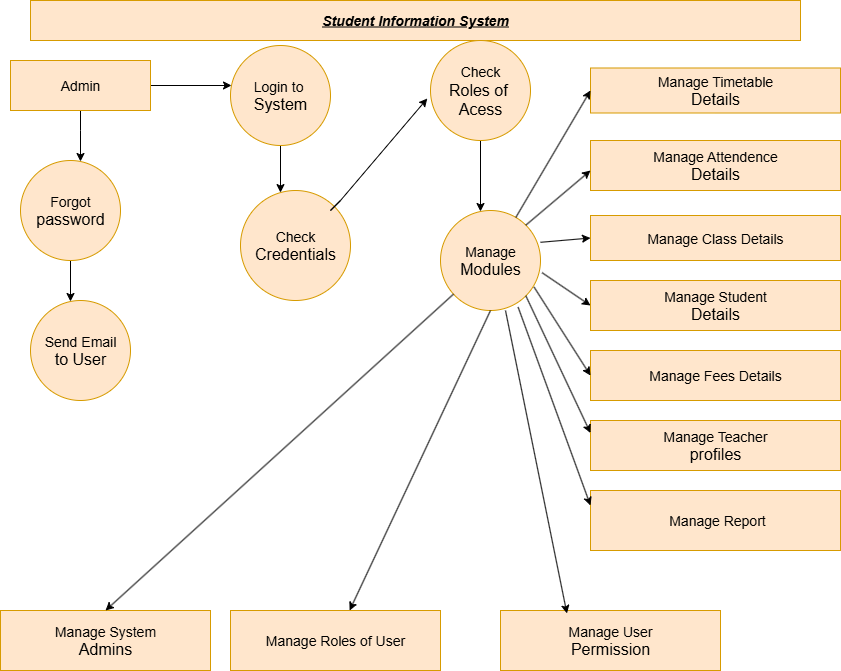 Student Information System
Admin
Login to
System
Check
Roles of
Acess
Manage Timetable
Details
Manage Attendence
Details
Forgot
password
Check
Credentials
Manage
Modules
Manage Class Details
Manage Student
Details
Send Email
to User
Manage Fees Details
Manage Teacher
profiles
Manage Report
Manage System
Admins
Manage Roles of User
Manage User
Permission